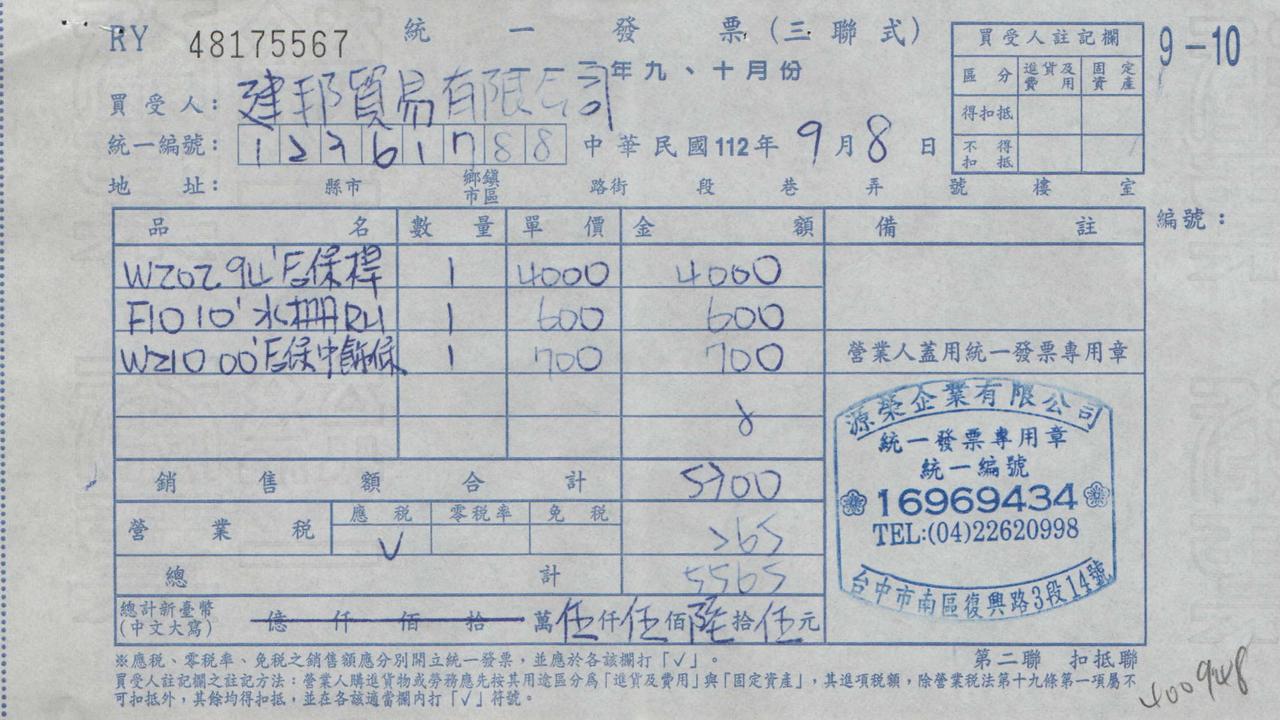 RY 48175567
統一發票(三聯式)
年九、十月份
9-10
買受人註記欄
區分 進貨及費用 固定資產
得扣抵
不得扣抵
買受人：建邦貿易有限公司
統一編號：12361788 中華民國112年9月8日
地址： 縣市 鄉鎮市區 路街 段 巷 弄 號 樓 室
編號：
品名 數量 單價 金額 備註
W202.94'后保桿 1 4000 4000
F10 10'水柵RH 1 600 600
W210 00'后保中飾條 1 700 700
營業人蓋用統一發票專用章
銷售額合計 5300
營業稅 應稅 零稅率 免稅
V 265
總計 5565
總計新臺幣(中文大寫) 億仟佰拾萬伍仟伍佰陸拾伍元
源榮企業有限公司
統一發票專用章
統一編號
16969434
TEL:(04)22620998
台中市南區復興路3段14號
※應稅、零稅率、免稅之銷售額應分別開立統一發票，並應於各該欄打「√」。
第二聯 扣抵聯
買受人註記欄之註記方法：營業人購進貨物或勞務應先按其用途區分為「進貨及費用」與「固定資產」，其進項稅額，除營業稅法第十九條第一項屬不
可扣抵外，其餘均得扣抵，並在各該適當欄內打「√」符號。